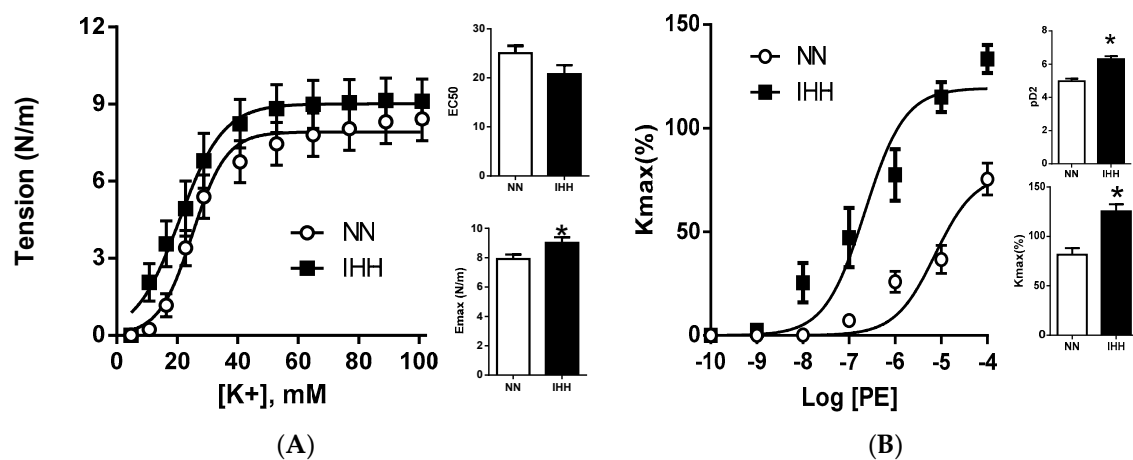 Tension (N/m)
12
9
6
3
0
0 20 40 60 80 100
[K+], mM
NN
IHH
EC50
30
20
10
0
NN IHH
Emax (N/m)
10
8
6
4
2
0
*
NN IHH
(A)
Kmax(%)
150
100
50
0
-10 -9 -8 -7 -6 -5 -4
Log [PE]
NN
IHH
pD2
8
6
4
2
0
*
NN IHH
Kmax(%)
150
100
50
0
*
NN IHH
(B)